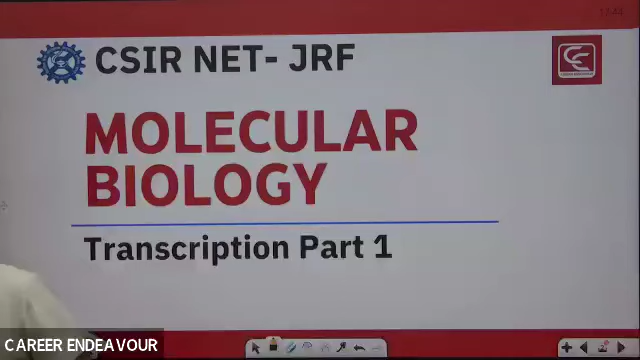 CSIR NET- JRF
MOLECULAR
BIOLOGY
Transcription Part 1
CAREER ENDEAVOUR